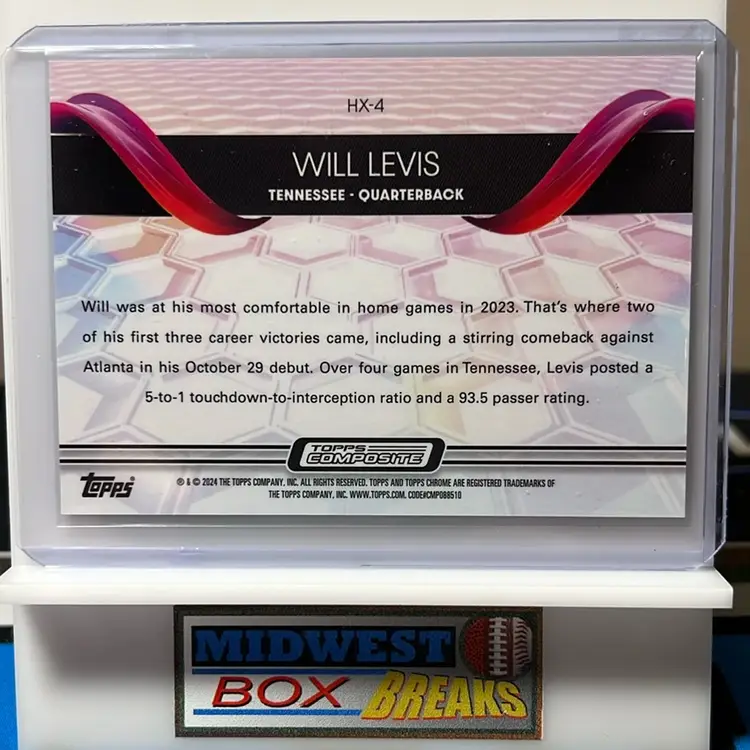 HX-4
WILL LEVIS
TENNESSEE - QUARTERBACK
Will was at his most comfortable in home games in 2023. That's where two
of his first three career victories came, including a stirring comeback against
Atlanta in his October 29 debut. Over four games in Tennessee, Levis posted a
5-to-1 touchdown-to-interception ratio and a 93.5 passer rating.
TOPPS
COMPOSITE
topps®
® & © 2024 THE TOPPS COMPANY, INC. ALL RIGHTS RESERVED. TOPPS AND TOPPS CHROME ARE REGISTERED TRADEMARKS OF
THE TOPPS COMPANY, INC. WWW.TOPPS.COM. CODE#CMP088510
MIDWEST
BOX BREAKS